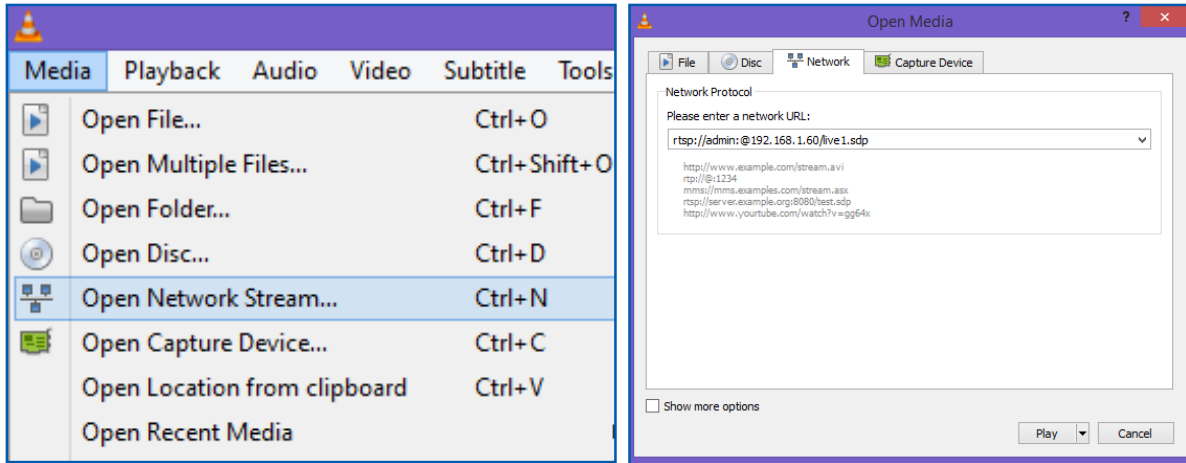 Media Playback Audio Video Subtitle Tools
Open File... Ctrl+O
Open Multiple Files... Ctrl+Shift+O
Open Folder... Ctrl+F
Open Disc... Ctrl+D
Open Network Stream... Ctrl+N
Open Capture Device... Ctrl+C
Open Location from clipboard Ctrl+V
Open Recent Media
Open Media ? ×
File Disc Network Capture Device
Network Protocol
Please enter a network URL:
rtsp://admin:@192.168.1.60/live1.sdp
http://www.example.com/stream.avi
rtp://@:1234
mms://mms.examples.com/stream.asx
rtsp://server.example.org:8080/test.sdp
http://www.yourtube.com/watch?v=gg64x
Show more options
Play Cancel